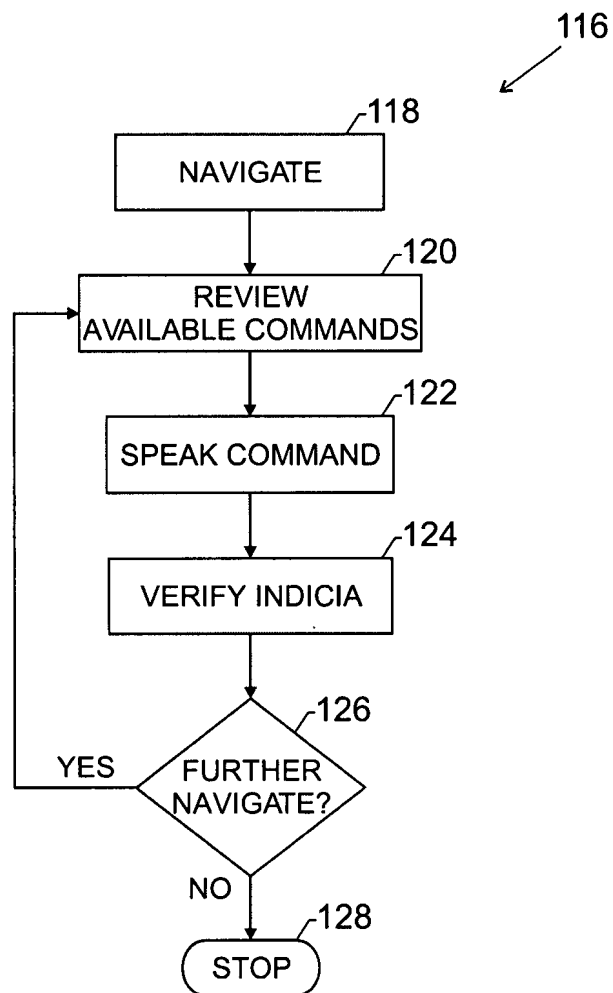 116
118
NAVIGATE
120
REVIEW
AVAILABLE COMMANDS
122
SPEAK COMMAND
124
VERIFY INDICIA
126
YES
FURTHER
NAVIGATE?
NO
128
STOP